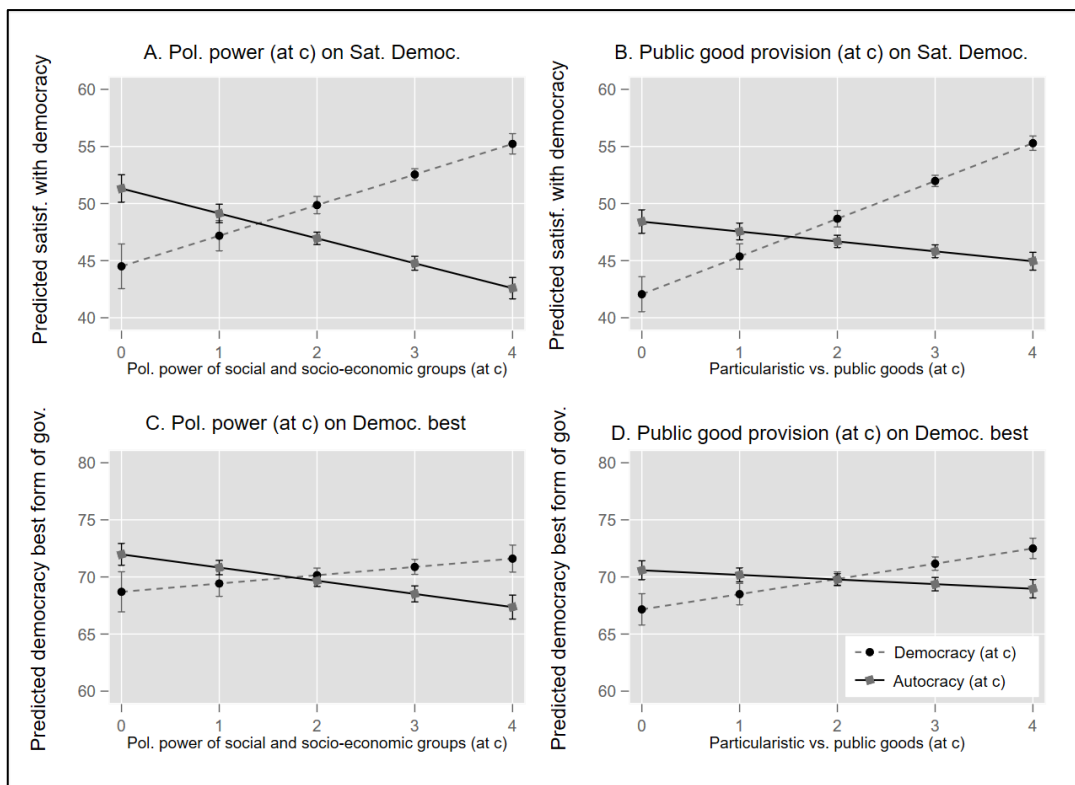 A. Pol. power (at c) on Sat. Democ.
Predicted satisf. with democracy
60
55
50
45
40
0 1 2 3 4
Pol. power of social and socio-economic groups (at c)
B. Public good provision (at c) on Sat. Democ.
Predicted satisf. with democracy
60
55
50
45
40
0 1 2 3 4
Particularistic vs. public goods (at c)
C. Pol. power (at c) on Democ. best
Predicted democracy best form of gov.
80
75
70
65
60
0 1 2 3 4
Pol. power of social and socio-economic groups (at c)
D. Public good provision (at c) on Democ. best
Predicted democracy best form of gov.
80
75
70
65
60
Democracy (at c)
Autocracy (at c)
0 1 2 3 4
Particularistic vs. public goods (at c)